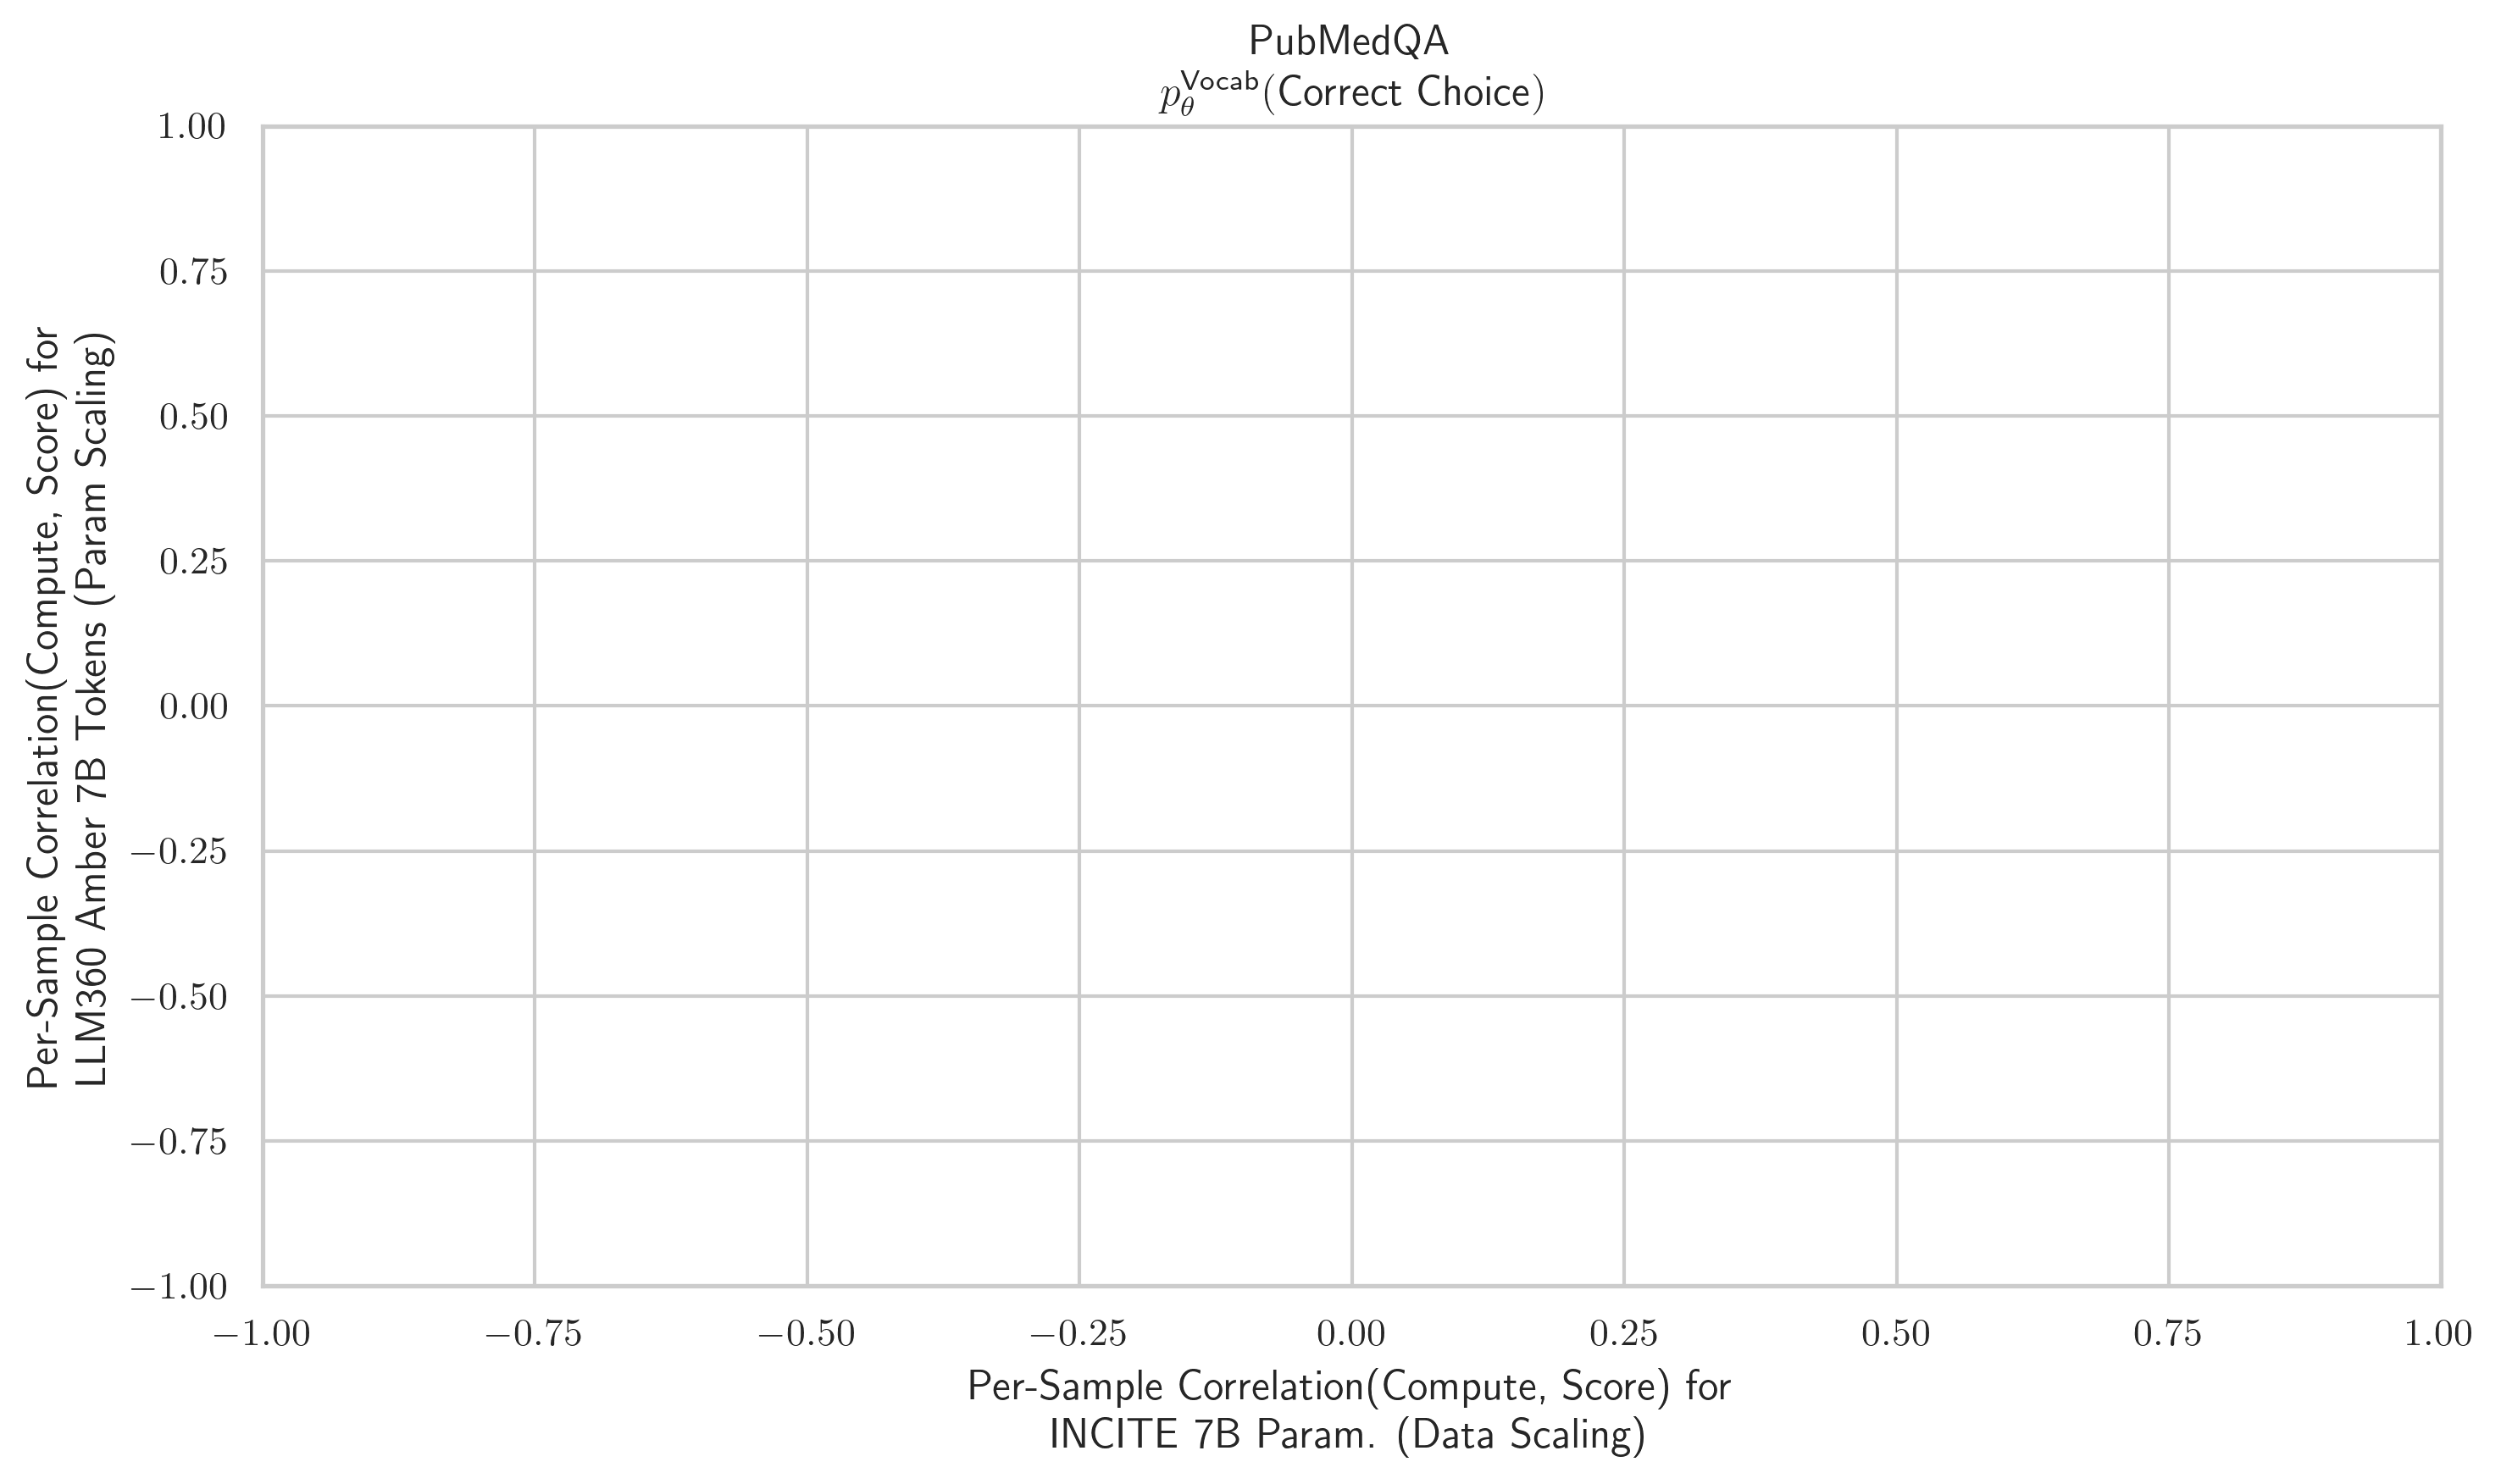 PubMedQA
p_θ^Vocab(Correct Choice)
1.00
0.75
0.50
0.25
0.00
−0.25
−0.50
−0.75
−1.00
Per-Sample Correlation(Compute, Score) for
LLM360 Amber 7B Tokens (Param Scaling)
−1.00 −0.75 −0.50 −0.25 0.00 0.25 0.50 0.75 1.00
Per-Sample Correlation(Compute, Score) for
INCITE 7B Param. (Data Scaling)